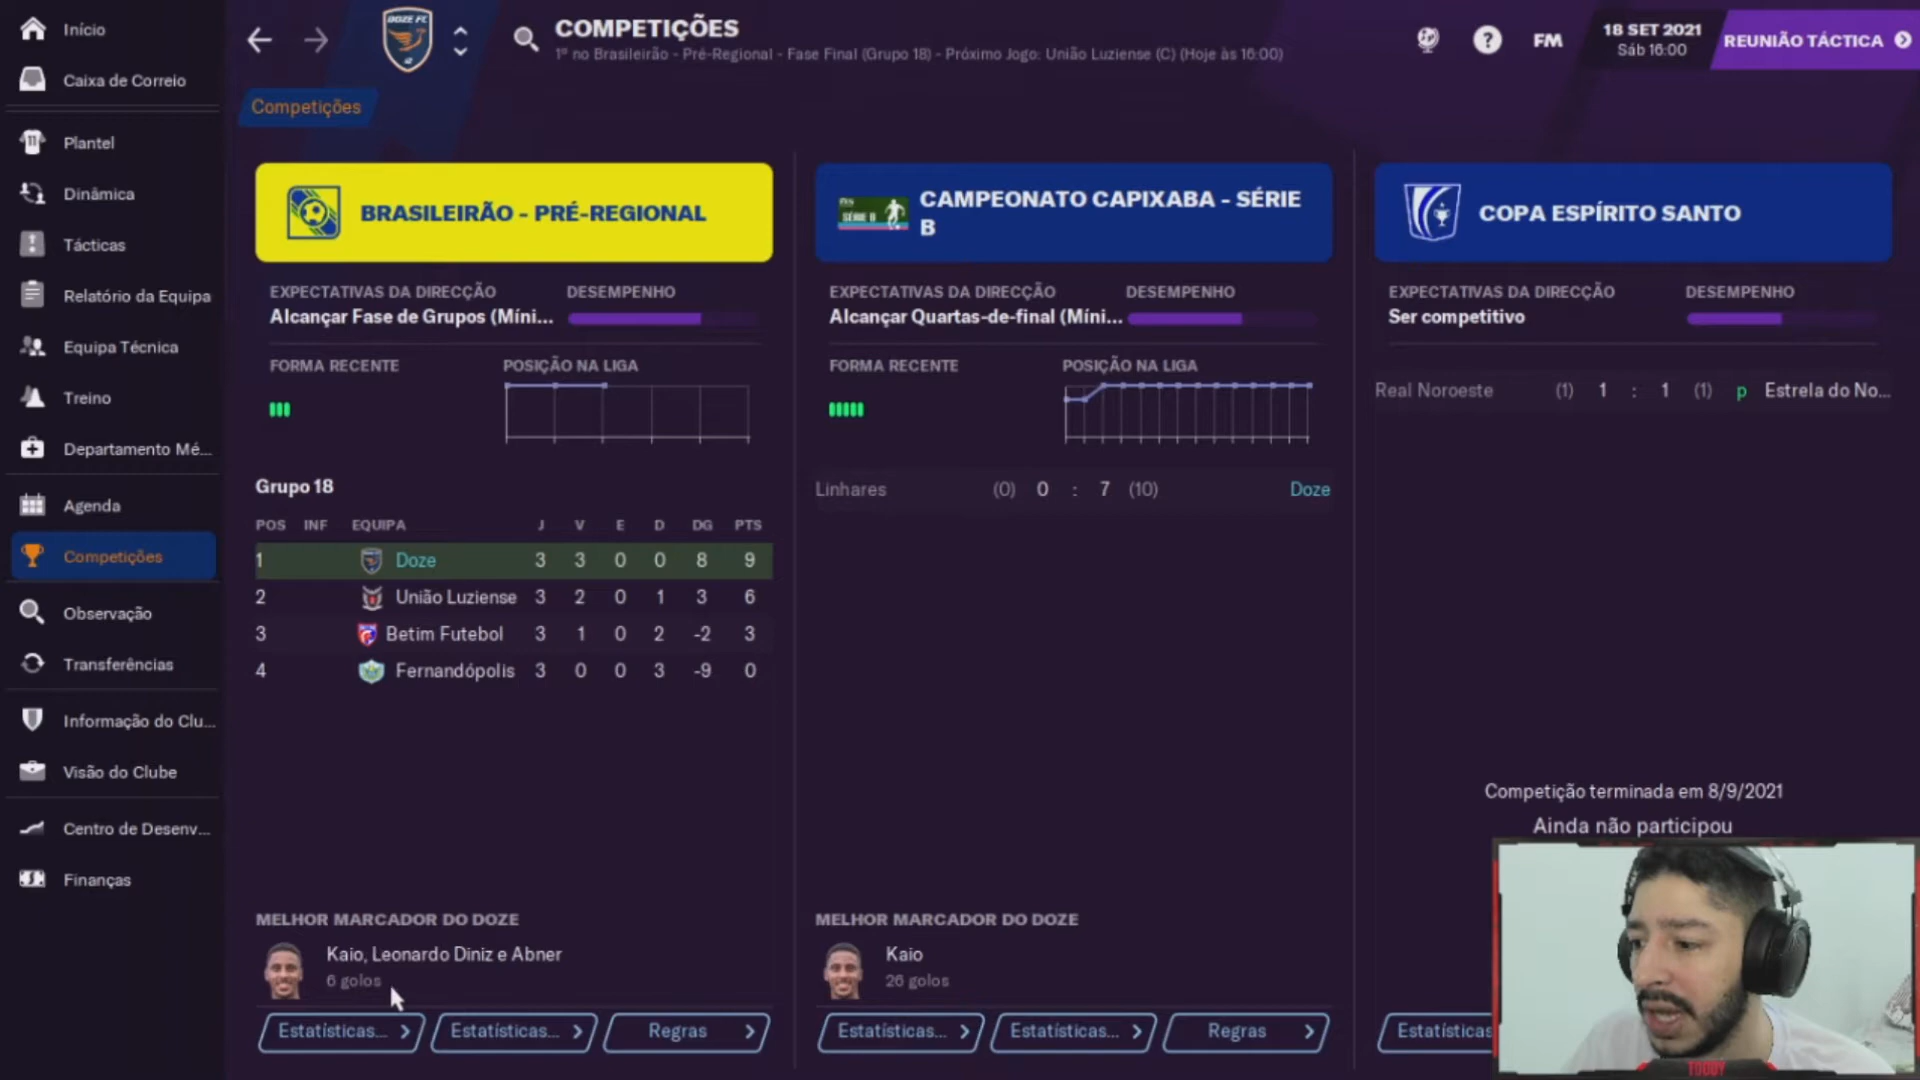 Início
Caixa de Correio
Plantel
Dinâmica
Tácticas
Relatório da Equipa
Equipa Técnica
Treino
Departamento Mé...
Agenda
Competições
Observação
Transferências
Informação do Clu...
Visão do Clube
Centro de Desenv...
Finanças
DOZE FC
COMPETIÇÕES
1º no Brasileirão - Pré-Regional - Fase Final (Grupo 18) - Próximo Jogo: União Luziense (C) (Hoje às 16:00)
FM
18 SET 2021
Sáb 16:00
REUNIÃO TÁCTICA
Competições
BRASILEIRÃO - PRÉ-REGIONAL
EXPECTATIVAS DA DIRECÇÃO DESEMPENHO
Alcançar Fase de Grupos (Míni...
FORMA RECENTE POSIÇÃO NA LIGA
Grupo 18
POS INF EQUIPA J V E D DG PTS
1 Doze 3 3 0 0 8 9
2 União Luziense 3 2 0 1 3 6
3 Betim Futebol 3 1 0 2 -2 3
4 Fernandópolis 3 0 0 3 -9 0
MELHOR MARCADOR DO DOZE
Kaio, Leonardo Diniz e Abner
6 golos
Estatísticas... Estatísticas... Regras
SÉRIE B
CAMPEONATO CAPIXABA - SÉRIE
B
EXPECTATIVAS DA DIRECÇÃO DESEMPENHO
Alcançar Quartas-de-final (Míni...
FORMA RECENTE POSIÇÃO NA LIGA
Linhares (0) 0 : 7 (10) Doze
MELHOR MARCADOR DO DOZE
Kaio
26 golos
Estatísticas... Estatísticas... Regras
COPA ESPÍRITO SANTO
EXPECTATIVAS DA DIRECÇÃO DESEMPENHO
Ser competitivo
Real Noroeste (1) 1 : 1 (1) p Estrela do No...
Competição terminada em 8/9/2021
Ainda não participou
Estatísticas